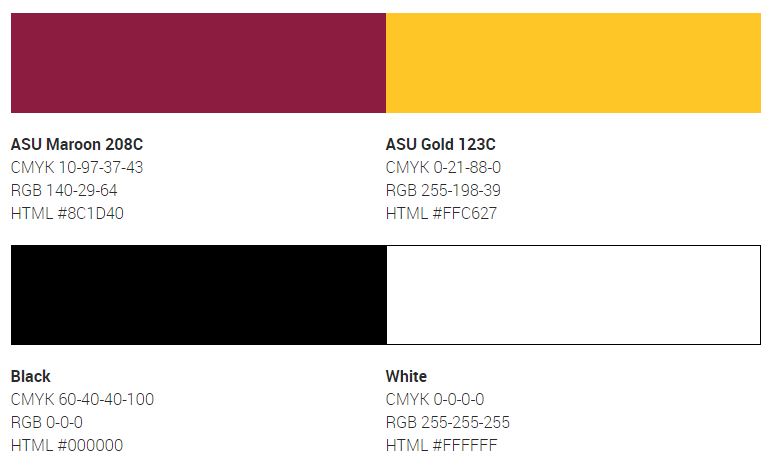 ASU Maroon 208C
CMYK 10-97-37-43
RGB 140-29-64
HTML #8C1D40
ASU Gold 123C
CMYK 0-21-88-0
RGB 255-198-39
HTML #FFC627
Black
CMYK 60-40-40-100
RGB 0-0-0
HTML #000000
White
CMYK 0-0-0-0
RGB 255-255-255
HTML #FFFFFF